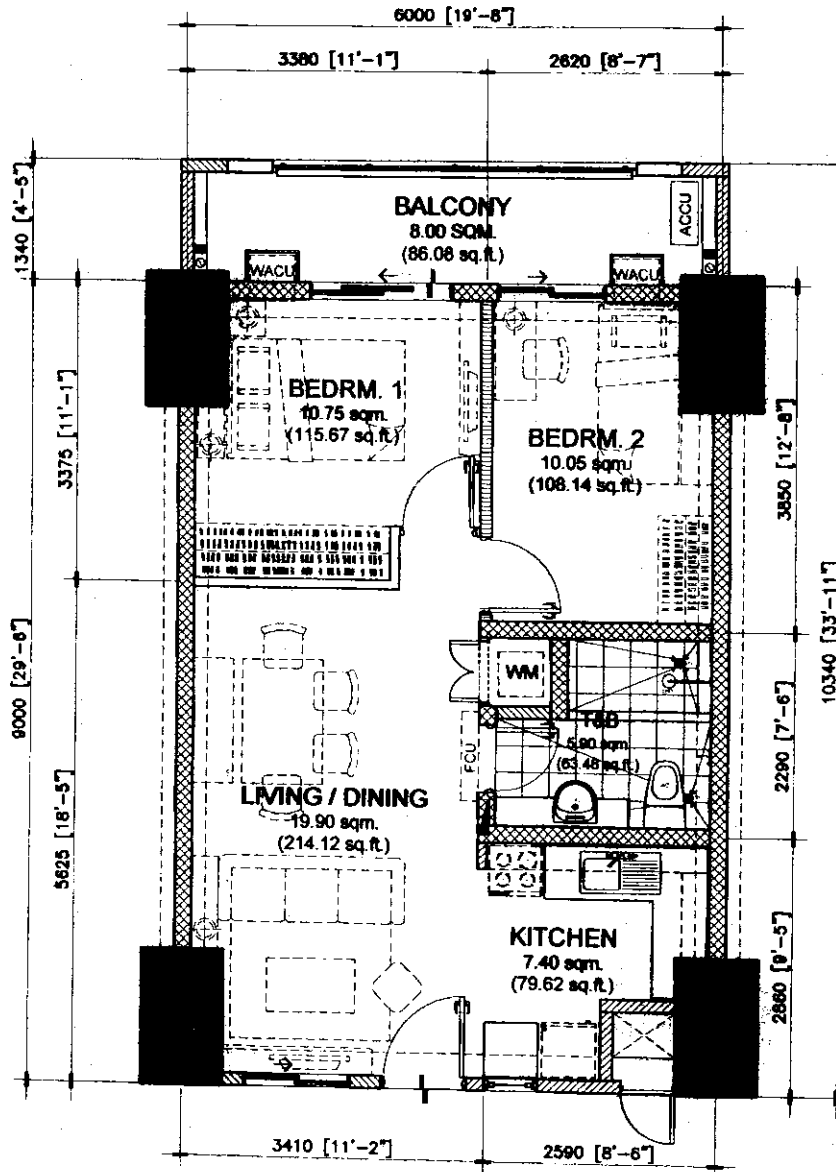 6000 [19'-8"]
3380 [11'-1"]
2620 [8'-7"]
1340 [4'-5"]
BALCONY
8.00 SQM.
(86.08 sq.ft.)
ACCU
WACU
WACU
BEDRM. 1
10.75 sqm.
(115.67 sq.ft.)
BEDRM. 2
10.05 sqm.
(108.14 sq.ft.)
3375 [11'-1"]
3850 [12'-8"]
9000 [29'-6"]
10340 [33'-11"]
WM
T&B
5.90 sqm.
(63.48 sq.ft.)
FCU
2290 [7'-6"]
LIVING / DINING
19.90 sqm.
(214.12 sq.ft.)
5625 [18'-5"]
KITCHEN
7.40 sqm.
(79.62 sq.ft.)
2860 [9'-5"]
3410 [11'-2"]
2590 [8'-6"]